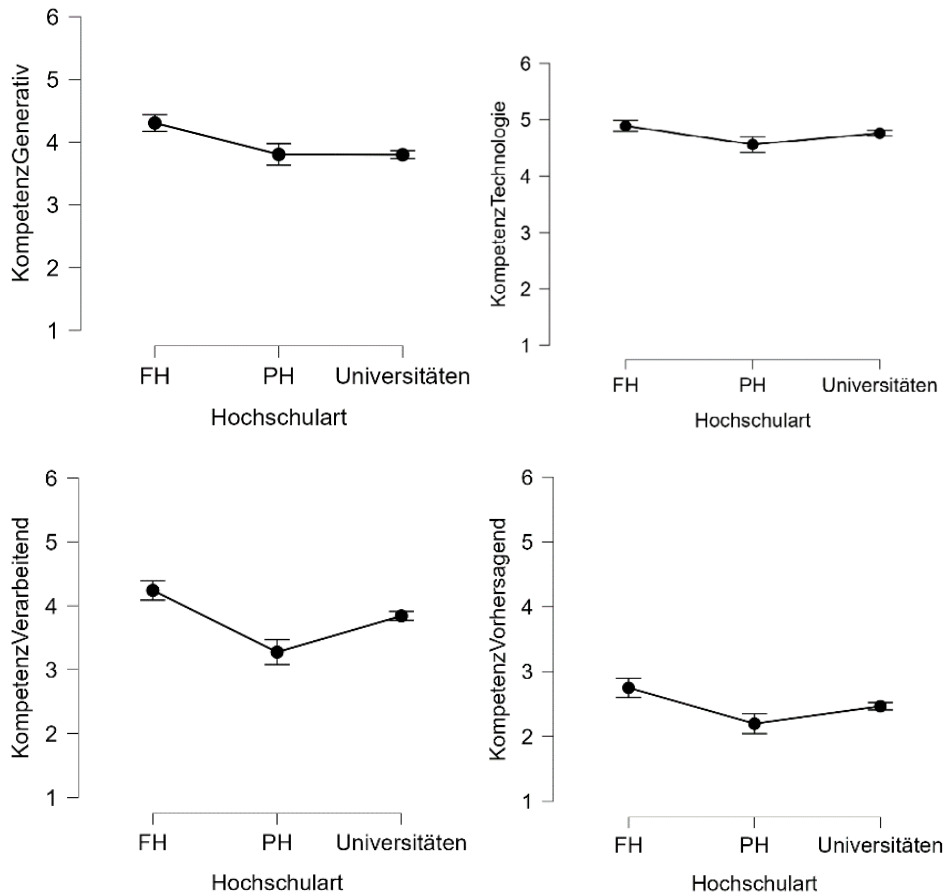 KompetenzGenerativ
6
5
4
3
2
1
FH PH Universitäten
Hochschulart
KompetenzTechnologie
6
5
4
3
2
1
FH PH Universitäten
Hochschulart
KompetenzVerarbeitend
6
5
4
3
2
1
FH PH Universitäten
Hochschulart
KompetenzVorhersagend
6
5
4
3
2
1
FH PH Universitäten
Hochschulart